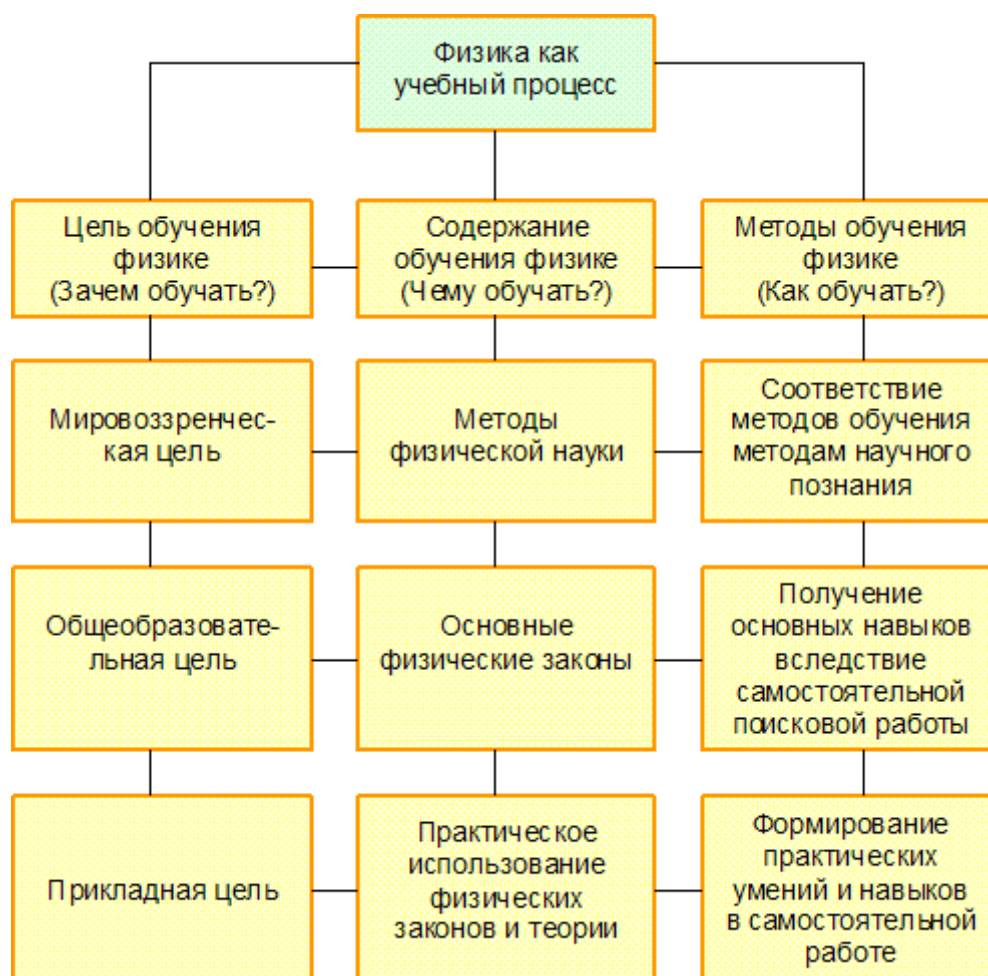 Физика как
учебный процесс
Цель обучения
физике
(Зачем обучать?)
Содержание
обучения физике
(Чему обучать?)
Методы обучения
физике
(Как обучать?)
Мировоззренчес-
кая цель
Методы
физической науки
Соответствие
методов обучения
методам научного
познания
Общеобразовате-
льная цель
Основные
физические законы
Получение
основных навыков
вследствие
самостоятельной
поисковой работы
Прикладная цель
Практическое
использование
физических
законов и теории
Формирование
практических
умений и навыков
в самостоятельной
работе